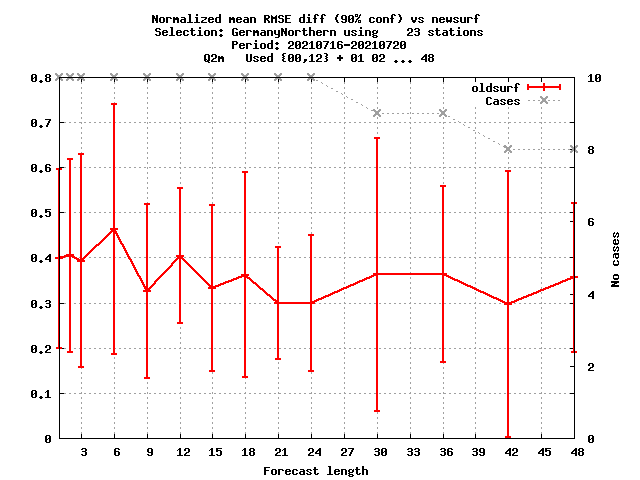 Normalized mean RMSE diff (90% conf) vs newsurf
Selection: GermanyNorthern using    23 stations
Period: 20210716-20210720
Q2m   Used {00,12} + 01 02 ... 48
oldsurf
Cases
0.8
0.7
0.6
0.5
0.4
0.3
0.2
0.1
0
10
8
6
4
2
0
No cases
3 6 9 12 15 18 21 24 27 30 33 36 39 42 45 48
Forecast length